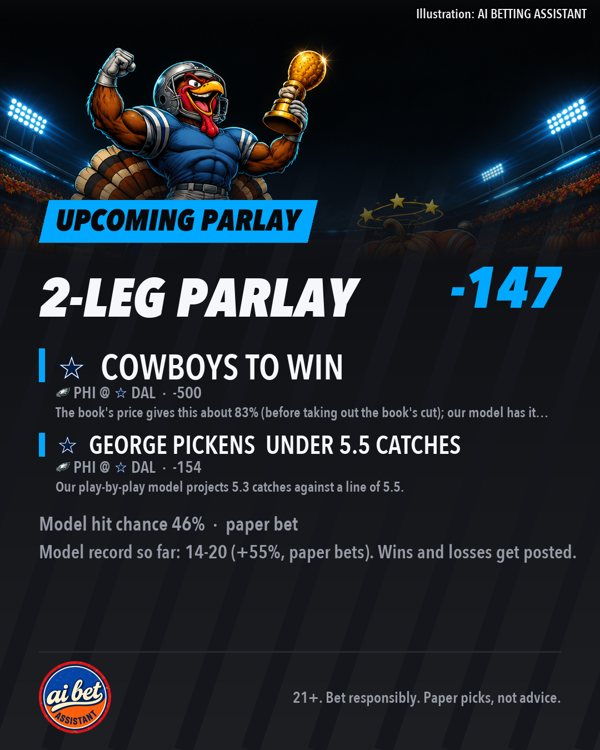 Illustration: AI BETTING ASSISTANT
UPCOMING PARLAY
2-LEG PARLAY
-147
COWBOYS TO WIN
PHI @ DAL · -500
The book's price gives this about 83% (before taking out the book's cut); our model has it...
GEORGE PICKENS UNDER 5.5 CATCHES
PHI @ DAL · -154
Our play-by-play model projects 5.3 catches against a line of 5.5.
Model hit chance 46% · paper bet
Model record so far: 14-20 (+55%, paper bets). Wins and losses get posted.
ai bet
ASSISTANT
21+. Bet responsibly. Paper picks, not advice.